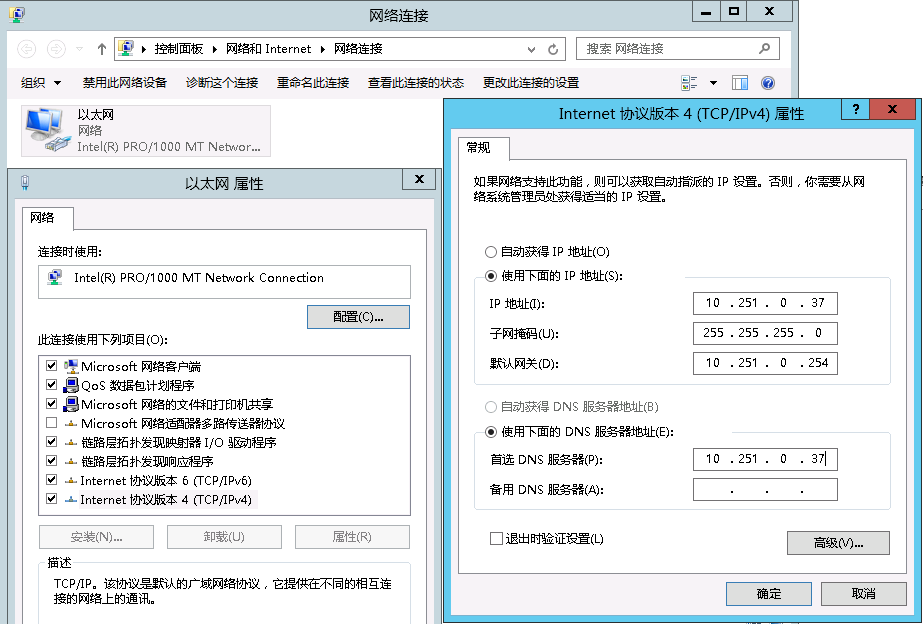 网络连接
控制面板 网络和 Internet 网络连接
搜索 网络连接
组织 禁用此网络设备 诊断这个连接 重命名此连接 查看此连接的状态 更改此连接的设置
以太网
网络
Intel(R) PRO/1000 MT Networ...
以太网 属性
网络
连接时使用:
Intel(R) PRO/1000 MT Network Connection
配置(C)...
此连接使用下列项目(O):
Microsoft 网络客户端
QoS 数据包计划程序
Microsoft 网络的文件和打印机共享
Microsoft 网络适配器多路传送器协议
链路层拓扑发现映射器 I/O 驱动程序
链路层拓扑发现响应程序
Internet 协议版本 6 (TCP/IPv6)
Internet 协议版本 4 (TCP/IPv4)
安装(N)... 卸载(U) 属性(R)
描述
TCP/IP。该协议是默认的广域网络协议，它提供在不同的相互连
接的网络上的通讯。
Internet 协议版本 4 (TCP/IPv4) 属性
常规
如果网络支持此功能，则可以获取自动指派的 IP 设置。否则，你需要从网
络系统管理员处获得适当的 IP 设置。
自动获得 IP 地址(O)
使用下面的 IP 地址(S):
IP 地址(I): 10 . 251 . 0 . 37
子网掩码(U): 255 . 255 . 255 . 0
默认网关(D): 10 . 251 . 0 . 254
自动获得 DNS 服务器地址(B)
使用下面的 DNS 服务器地址(E):
首选 DNS 服务器(P): 10 . 251 . 0 . 37
备用 DNS 服务器(A): . . .
退出时验证设置(L)
高级(V)...
确定 取消